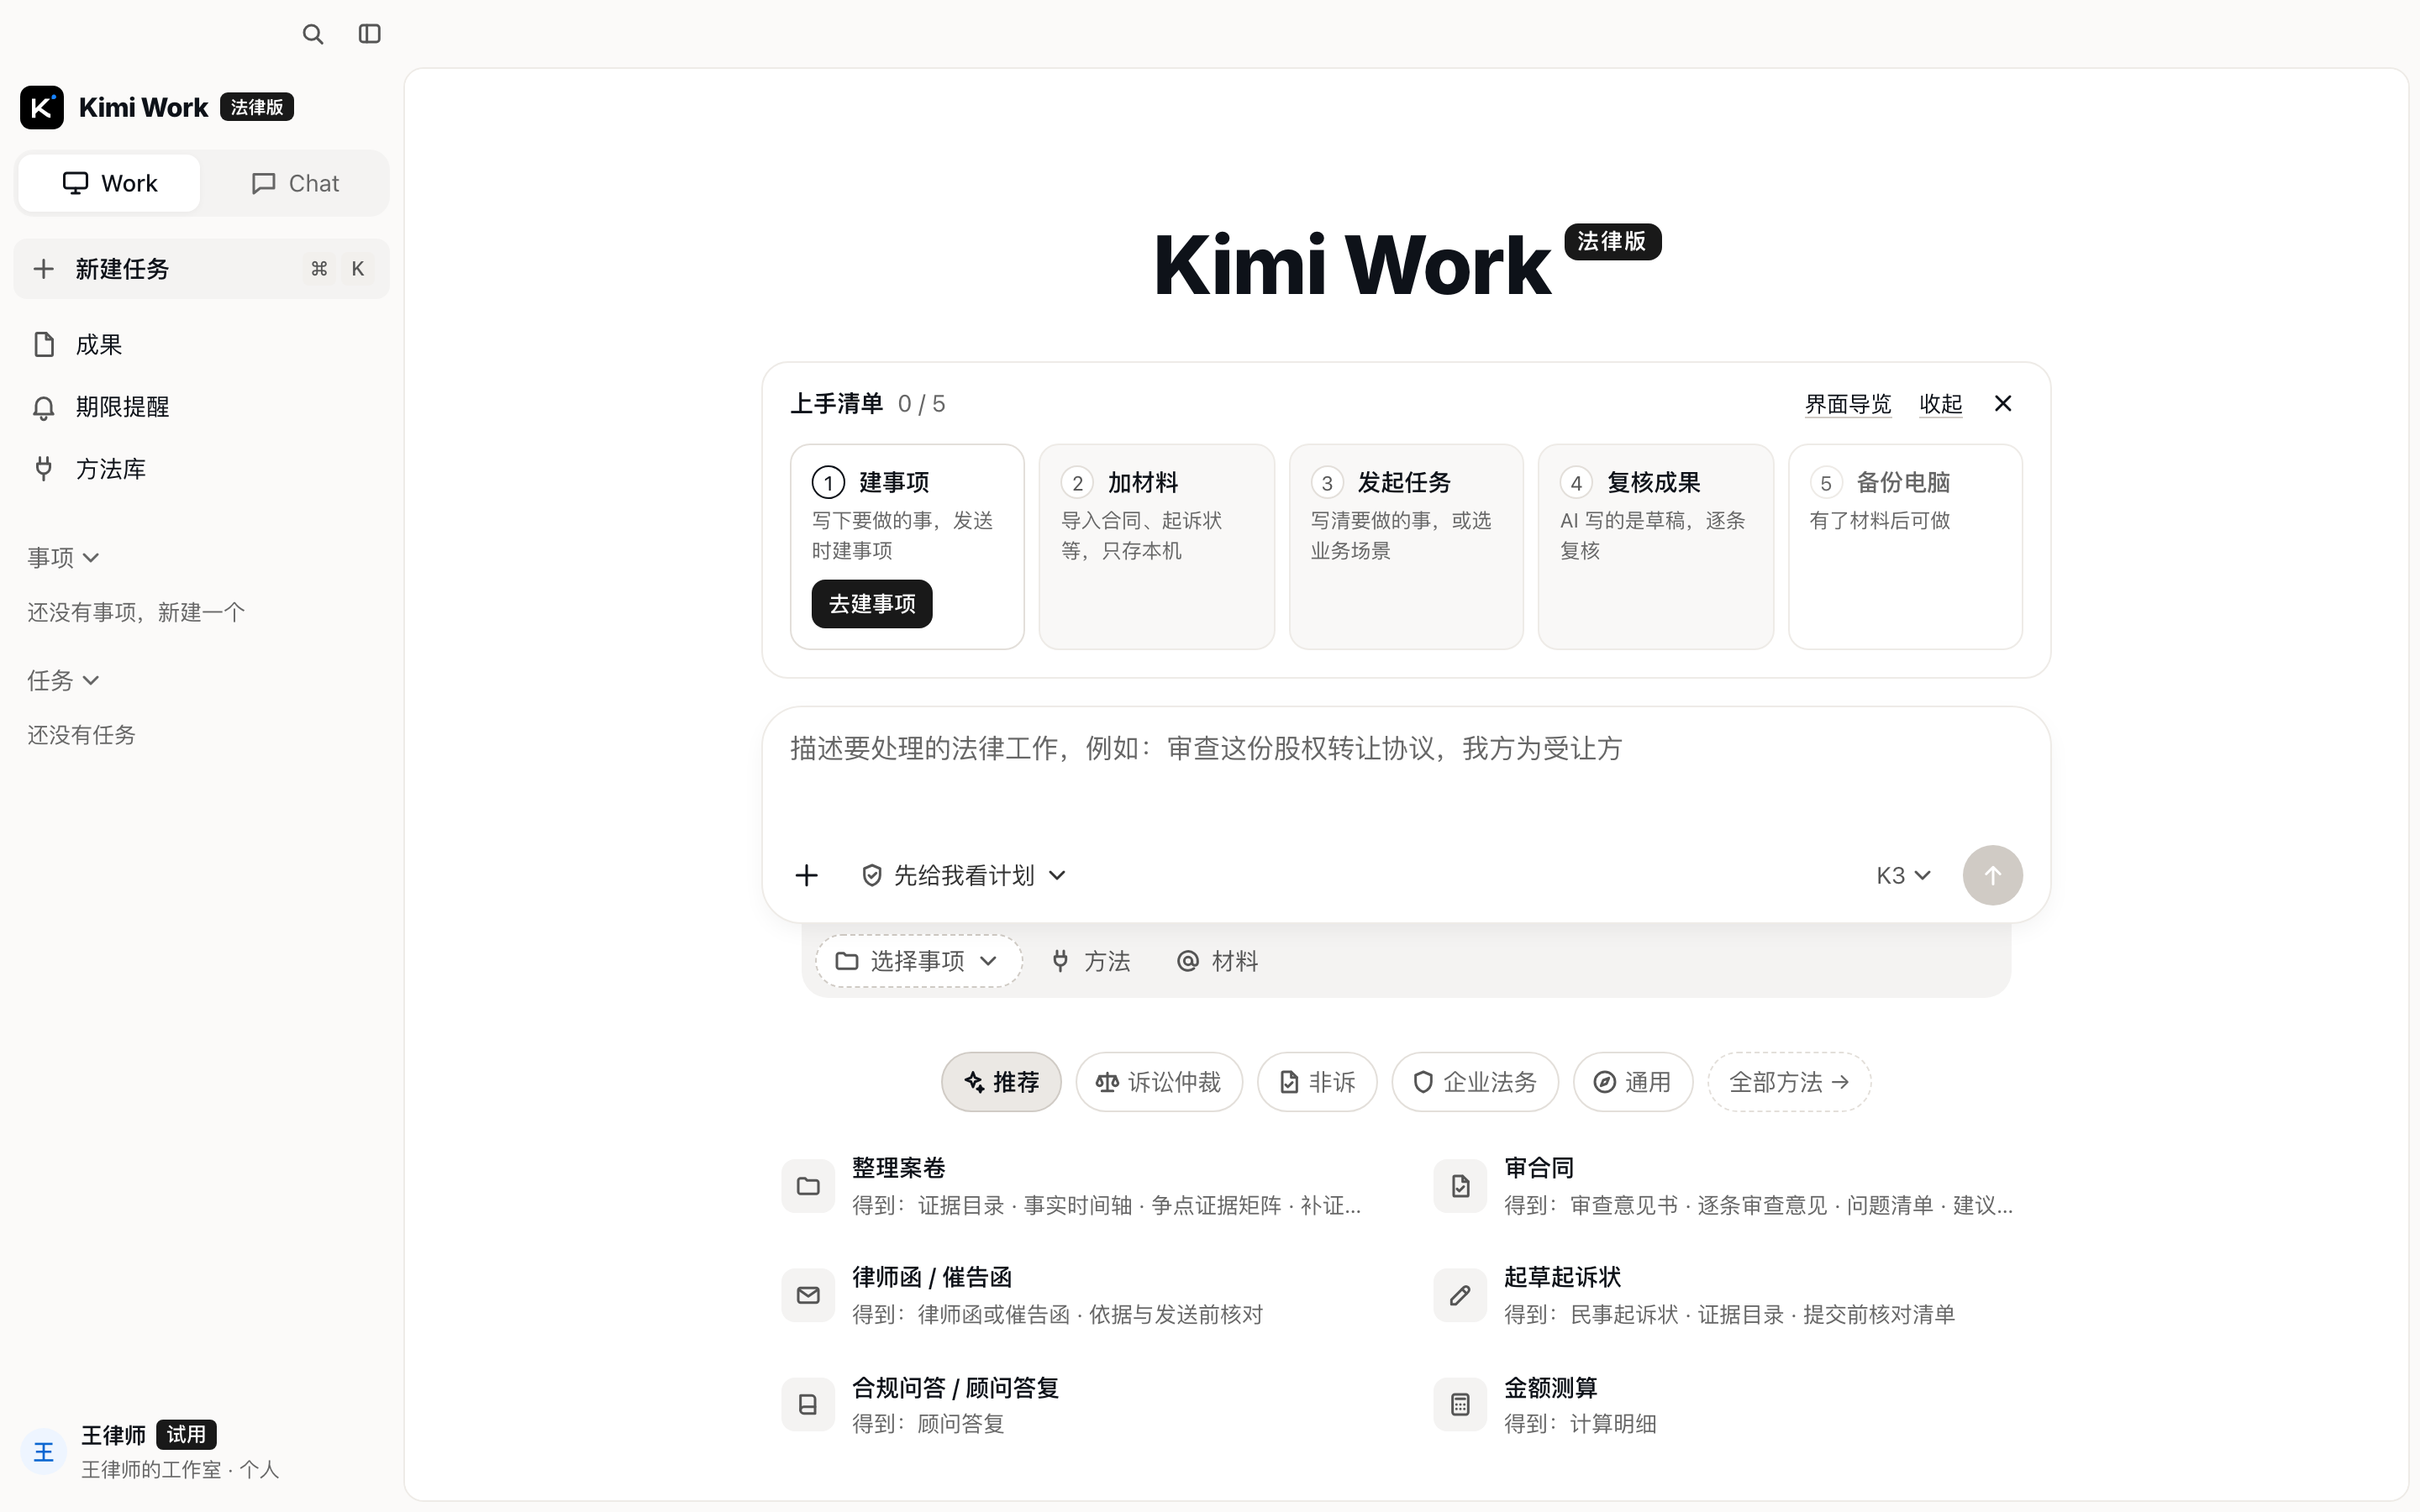 Kimi Work 法律版
Work
Chat
新建任务 ⌘ K
成果
期限提醒
方法库
事项
还没有事项，新建一个
任务
还没有任务
王 王律师 试用
王律师的工作室 · 个人
Kimi Work 法律版
上手清单 0 / 5
界面导览 收起
1 建事项
写下要做的事，发送
时建事项
去建事项
2 加材料
导入合同、起诉状
等，只存本机
3 发起任务
写清要做的事，或选
业务场景
4 复核成果
AI 写的是草稿，逐条
复核
5 备份电脑
有了材料后可做
描述要处理的法律工作，例如：审查这份股权转让协议，我方为受让方
先给我看计划
K3
选择事项 方法 材料
推荐 诉讼仲裁 非诉 企业法务 通用 全部方法 →
整理案卷
得到：证据目录 · 事实时间轴 · 争点证据矩阵 · 补证...
审合同
得到：审查意见书 · 逐条审查意见 · 问题清单 · 建议...
律师函 / 催告函
得到：律师函或催告函 · 依据与发送前核对
起草起诉状
得到：民事起诉状 · 证据目录 · 提交前核对清单
合规问答 / 顾问答复
得到：顾问答复
金额测算
得到：计算明细